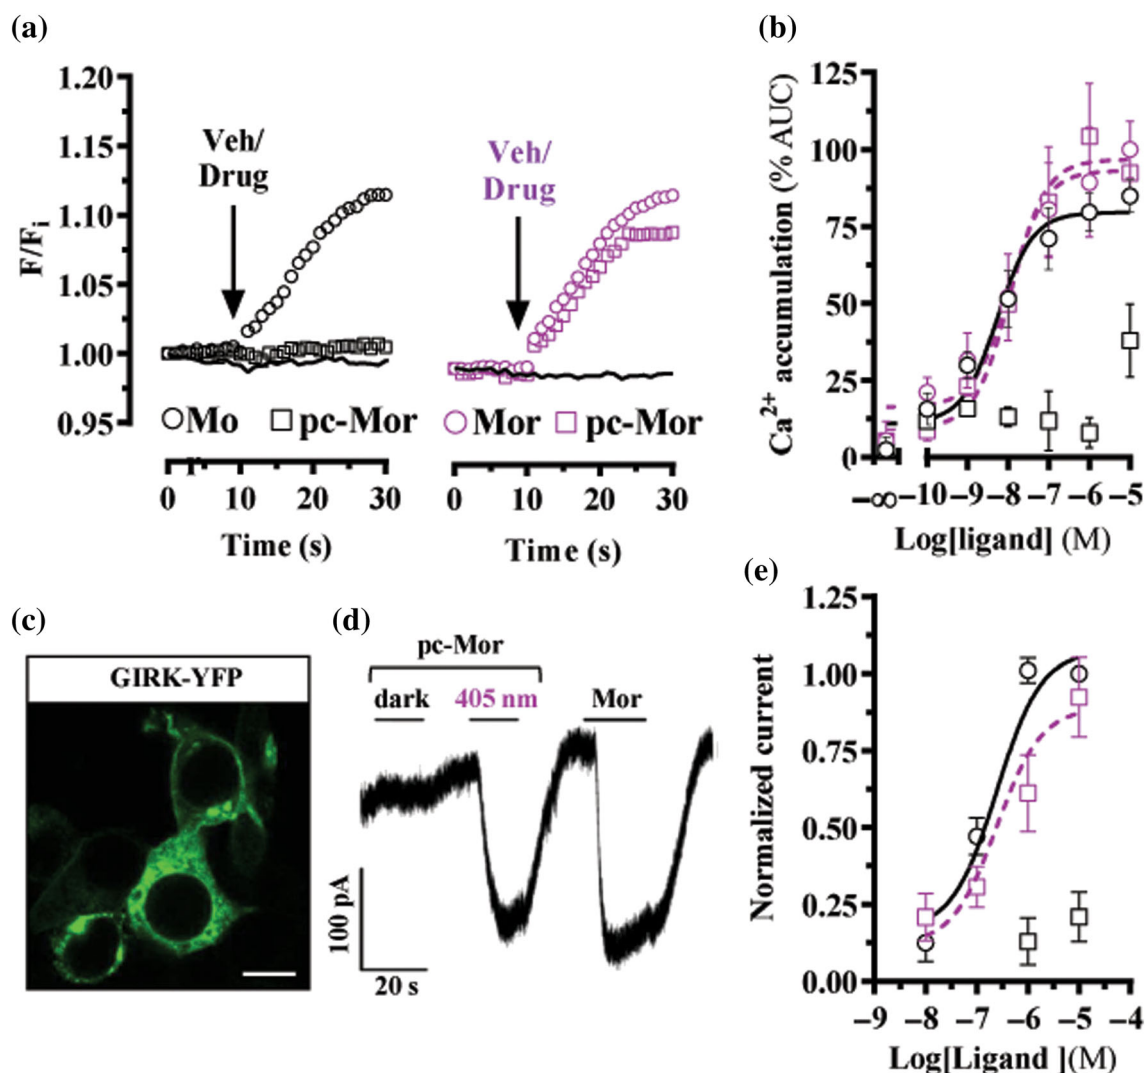 (a)
1.20
1.15
1.10
1.05
1.00
0.95
F/Fi
Veh/
Drug
Veh/
Drug
Mo
pc-Mor
Mor
pc-Mor
0 10 20 30
0 10 20 30
Time (s)
Time (s)
(b)
125
100
75
50
25
0
Ca2+ accumulation (% AUC)
−∞ −10 −9 −8 −7 −6 −5
Log[ligand] (M)
(c)
GIRK-YFP
(d)
pc-Mor
dark
405 nm
Mor
100 pA
20 s
(e)
1.25
1.00
0.75
0.50
0.25
0.00
Normalized current
−9 −8 −7 −6 −5 −4
Log[Ligand ](M)